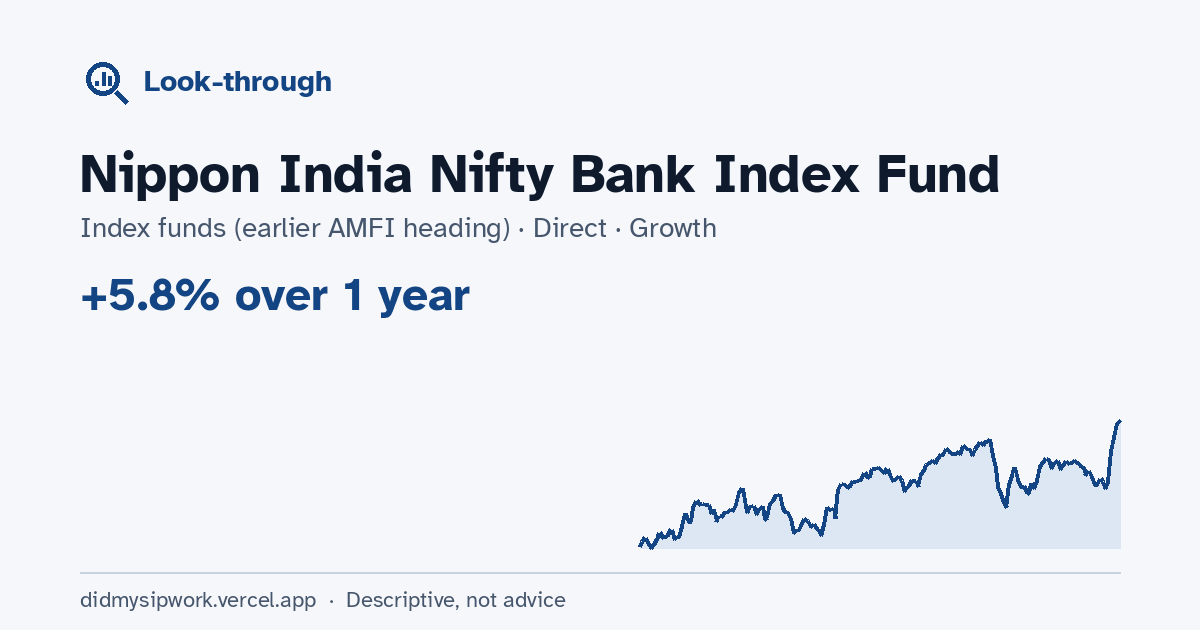 Look-through
Nippon India Nifty Bank Index Fund
Index funds (earlier AMFI heading) · Direct · Growth
+5.8% over 1 year
didmysipwork.vercel.app · Descriptive, not advice